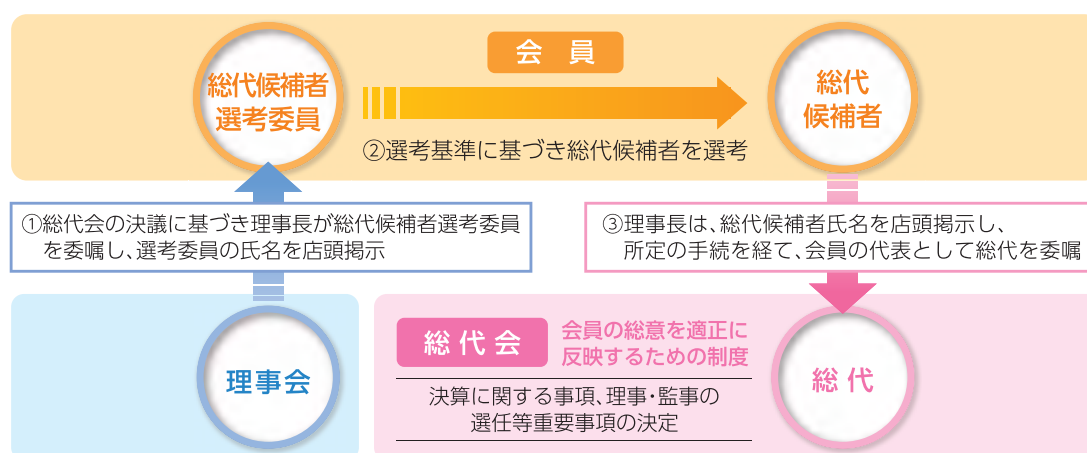 会員
総代候補者
選考委員
総代
候補者
②選考基準に基づき総代候補者を選考
①総代会の決議に基づき理事長が総代候補者選考委員
を委嘱し、選考委員の氏名を店頭掲示
③理事長は、総代候補者氏名を店頭掲示し、
所定の手続を経て、会員の代表として総代を委嘱
理事会
総代会
会員の総意を適正に
反映するための制度
決算に関する事項、理事・監事の
選任等重要事項の決定
総代